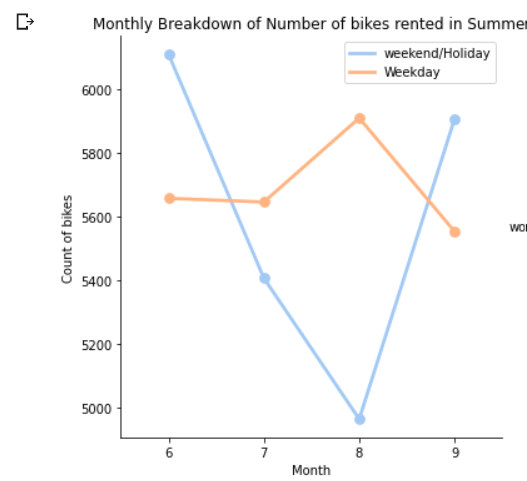 Monthly Breakdown of Number of bikes rented in Summer
weekend/Holiday
Weekday
6000
5800
5600
5400
5200
5000
Count of bikes
6 7 8 9
Month